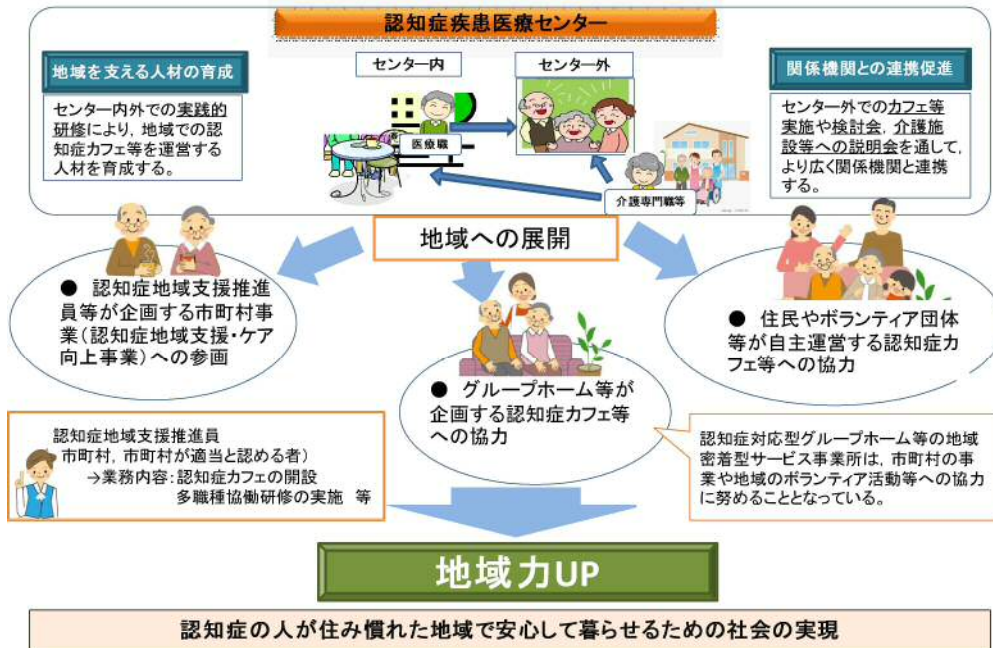 認知症疾患医療センター
地域を支える人材の育成
センター内外での実践的
研修により、地域での認
知症カフェ等を運営する
人材を育成する。
センター内
センター外
医療職
介護専門職等
関係機関との連携促進
センター外でのカフェ等
実施や検討会、介護施
設等への説明会を通して、
より広く関係機関と連携
する。
地域への展開
● 認知症地域支援推進
員等が企画する市町村事
業(認知症地域支援・ケア
向上事業)への参画
● グループホーム等が
企画する認知症カフェ等
への協力
● 住民やボランティア団体
等が自主運営する認知症カ
フェ等への協力
認知症地域支援推進員
市町村、市町村が適当と認める者)
→業務内容:認知症カフェの開設
多職種協働研修の実施 等
認知症対応型グループホーム等の地域
密着型サービス事業所は、市町村の事
業や地域のボランティア活動等への協力
に努めることとなっている。
地域力UP
認知症の人が住み慣れた地域で安心して暮らせるための社会の実現